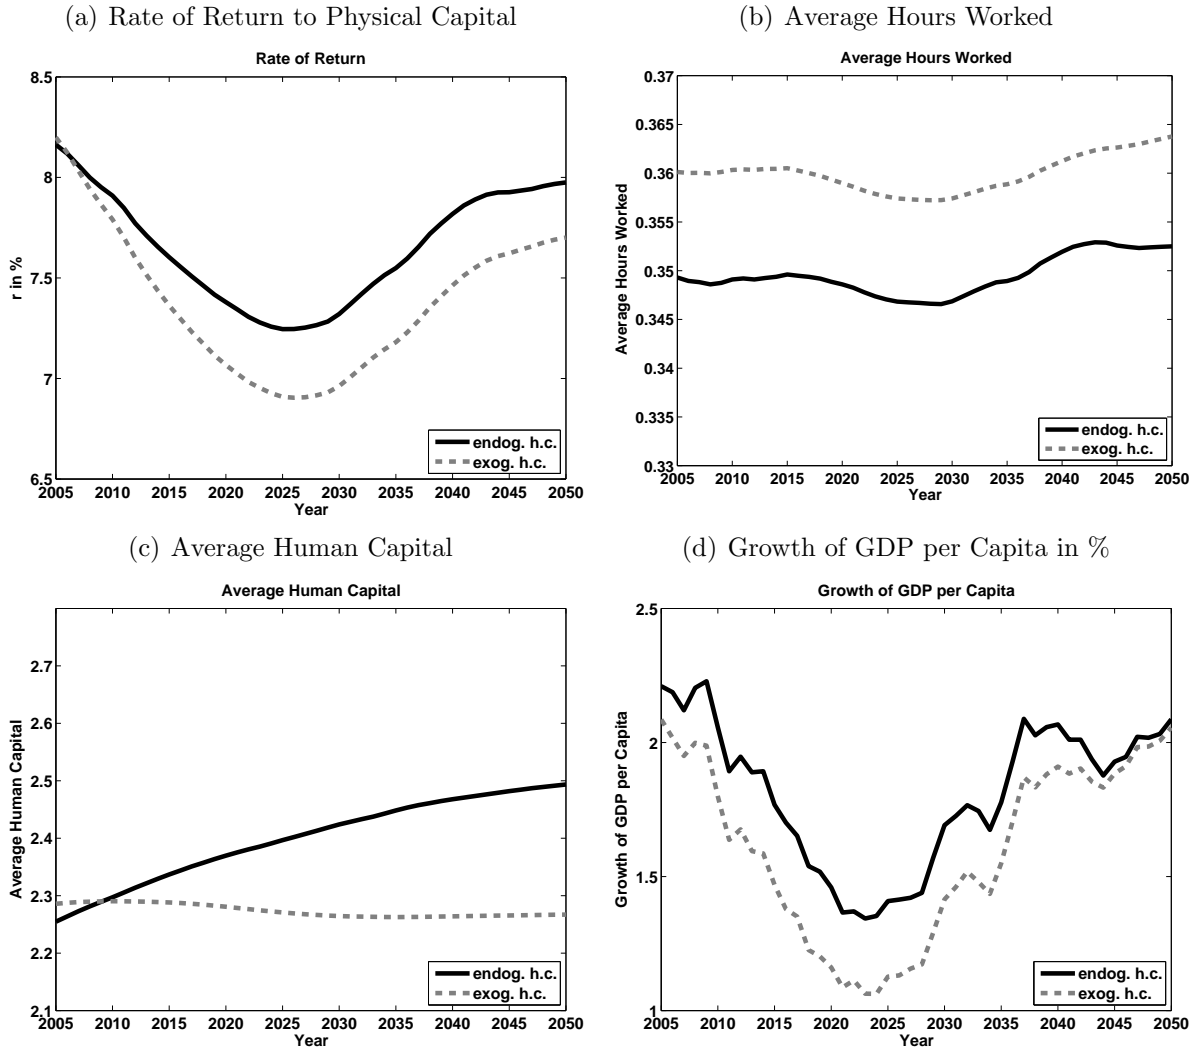 (a) Rate of Return to Physical Capital
Rate of Return
8.5
8
7.5
7
6.5
r in %
2005 2010 2015 2020 2025 2030 2035 2040 2045 2050
Year
endog. h.c.
exog. h.c.
(b) Average Hours Worked
Average Hours Worked
0.37
0.365
0.36
0.355
0.35
0.345
0.34
0.335
0.33
Average Hours Worked
2005 2010 2015 2020 2025 2030 2035 2040 2045 2050
Year
endog. h.c.
exog. h.c.
(c) Average Human Capital
Average Human Capital
2.7
2.6
2.5
2.4
2.3
2.2
2.1
Average Human Capital
2005 2010 2015 2020 2025 2030 2035 2040 2045 2050
Year
endog. h.c.
exog. h.c.
(d) Growth of GDP per Capita in %
Growth of GDP per Capita
2.5
2
1.5
1
Growth of GDP per Capita
2005 2010 2015 2020 2025 2030 2035 2040 2045 2050
Year
endog. h.c.
exog. h.c.